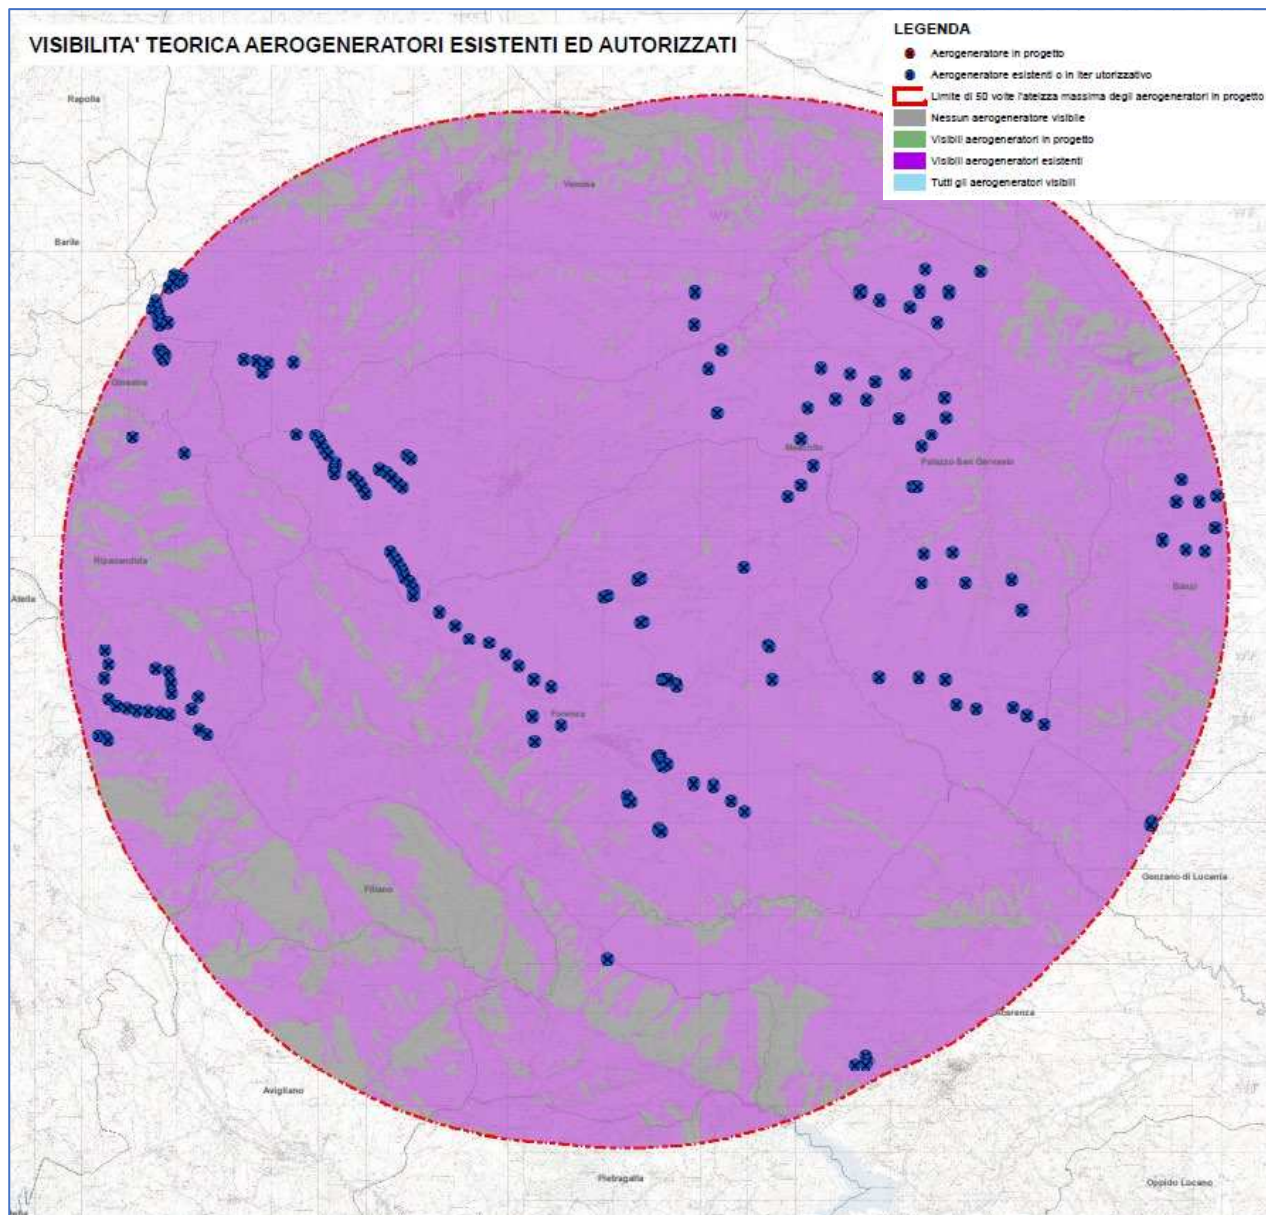 VISIBILITA' TEORICA AEROGENERATORI ESISTENTI ED AUTORIZZATI
LEGENDA
Aerogeneratore in progetto
Aerogeneratore esistenti o in iter utorizzativo
Limite di 50 volte l'atelzza massima degli aerogeneratori in progetto
Nessun aerogeneratore visibile
Visibili aerogeneratori in progetto
Visibili aerogeneratori esistenti
Tutti gli aerogeneratori visibili
Rapolla
Venosa
Barile
Ginestra
Maschito
Palazzo San Gervasio
Ripacandida
Banzi
Atella
Forenza
Genzano di Lucania
Filiano
Acerenza
Avigliano
Pietragalla
Oppido Lucano